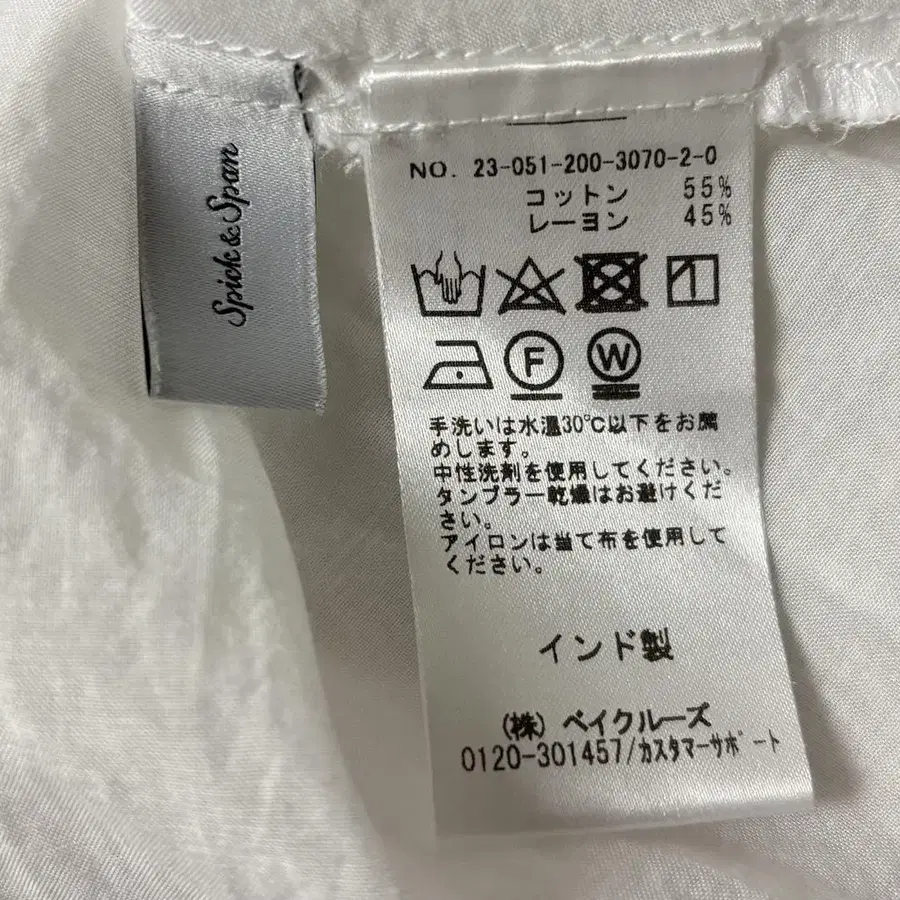 Spick & Span
NO. 23-051-200-3070-2-0
コットン 55%
レーヨン 45%
F
W
手洗いは水温30℃以下をお薦
めします。
中性洗剤を使用してください。
タンブラー乾燥はお避けくだ
さい。
アイロンは当て布を使用して
ください。
インド製
(株) ベイクルーズ
0120-301457/カスタマーサポート